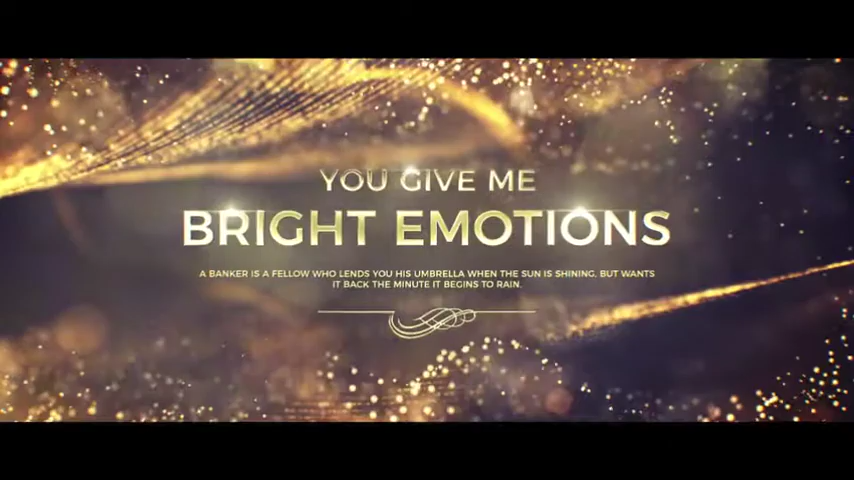 YOU GIVE ME
BRIGHT EMOTIONS
A BANKER IS A FELLOW WHO LENDS YOU HIS UMBRELLA WHEN THE SUN IS SHINING, BUT WANTS
IT BACK THE MINUTE IT BEGINS TO RAIN.